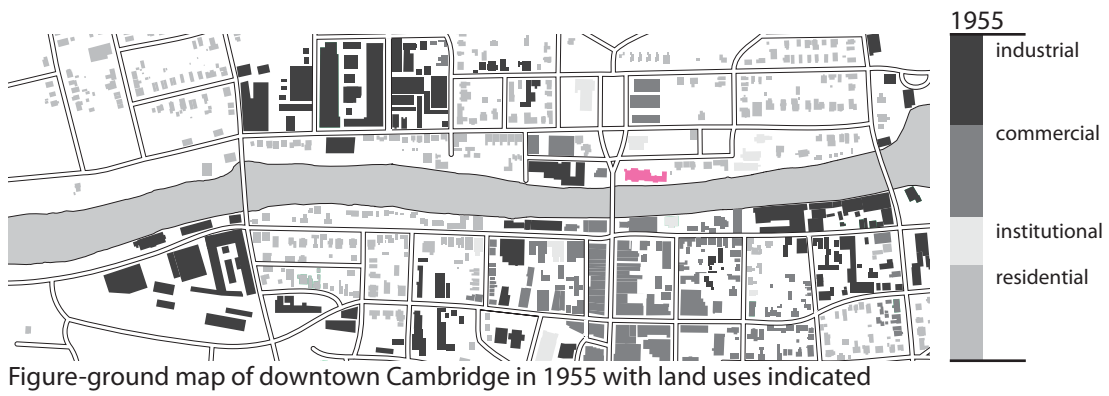 1955
industrial
commercial
institutional
residential
Figure-ground map of downtown Cambridge in 1955 with land uses indicated